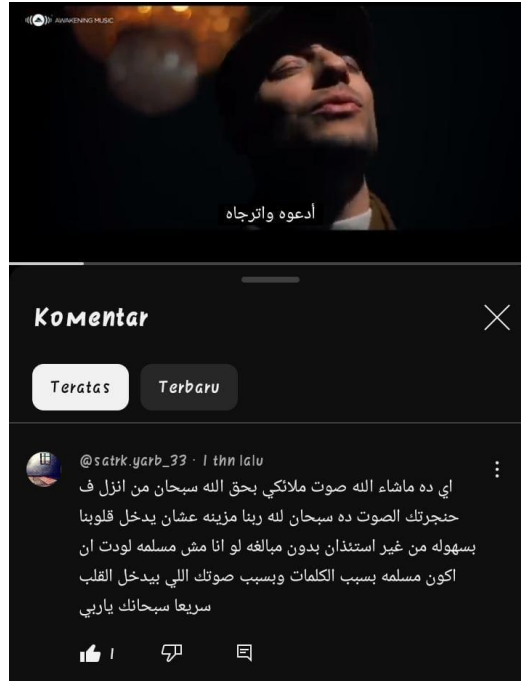 AWAKENING MUSIC
أدعوه واترجاه
Komentar
Teratas
Terbaru
@satrk.yarb_33 · 1 thn lalu
اي ده ماشاء الله صوت ملائكي بحق الله سبحان من انزل ف
حنجرتك الصوت ده سبحان لله ربنا مزينه عشان يدخل قلوبنا
بسهوله من غير استئذان بدون مبالغه لو انا مش مسلمه لودت ان
اكون مسلمه بسبب الكلمات وبسبب صوتك اللي بيدخل القلب
سريعا سبحانك ياربي
1